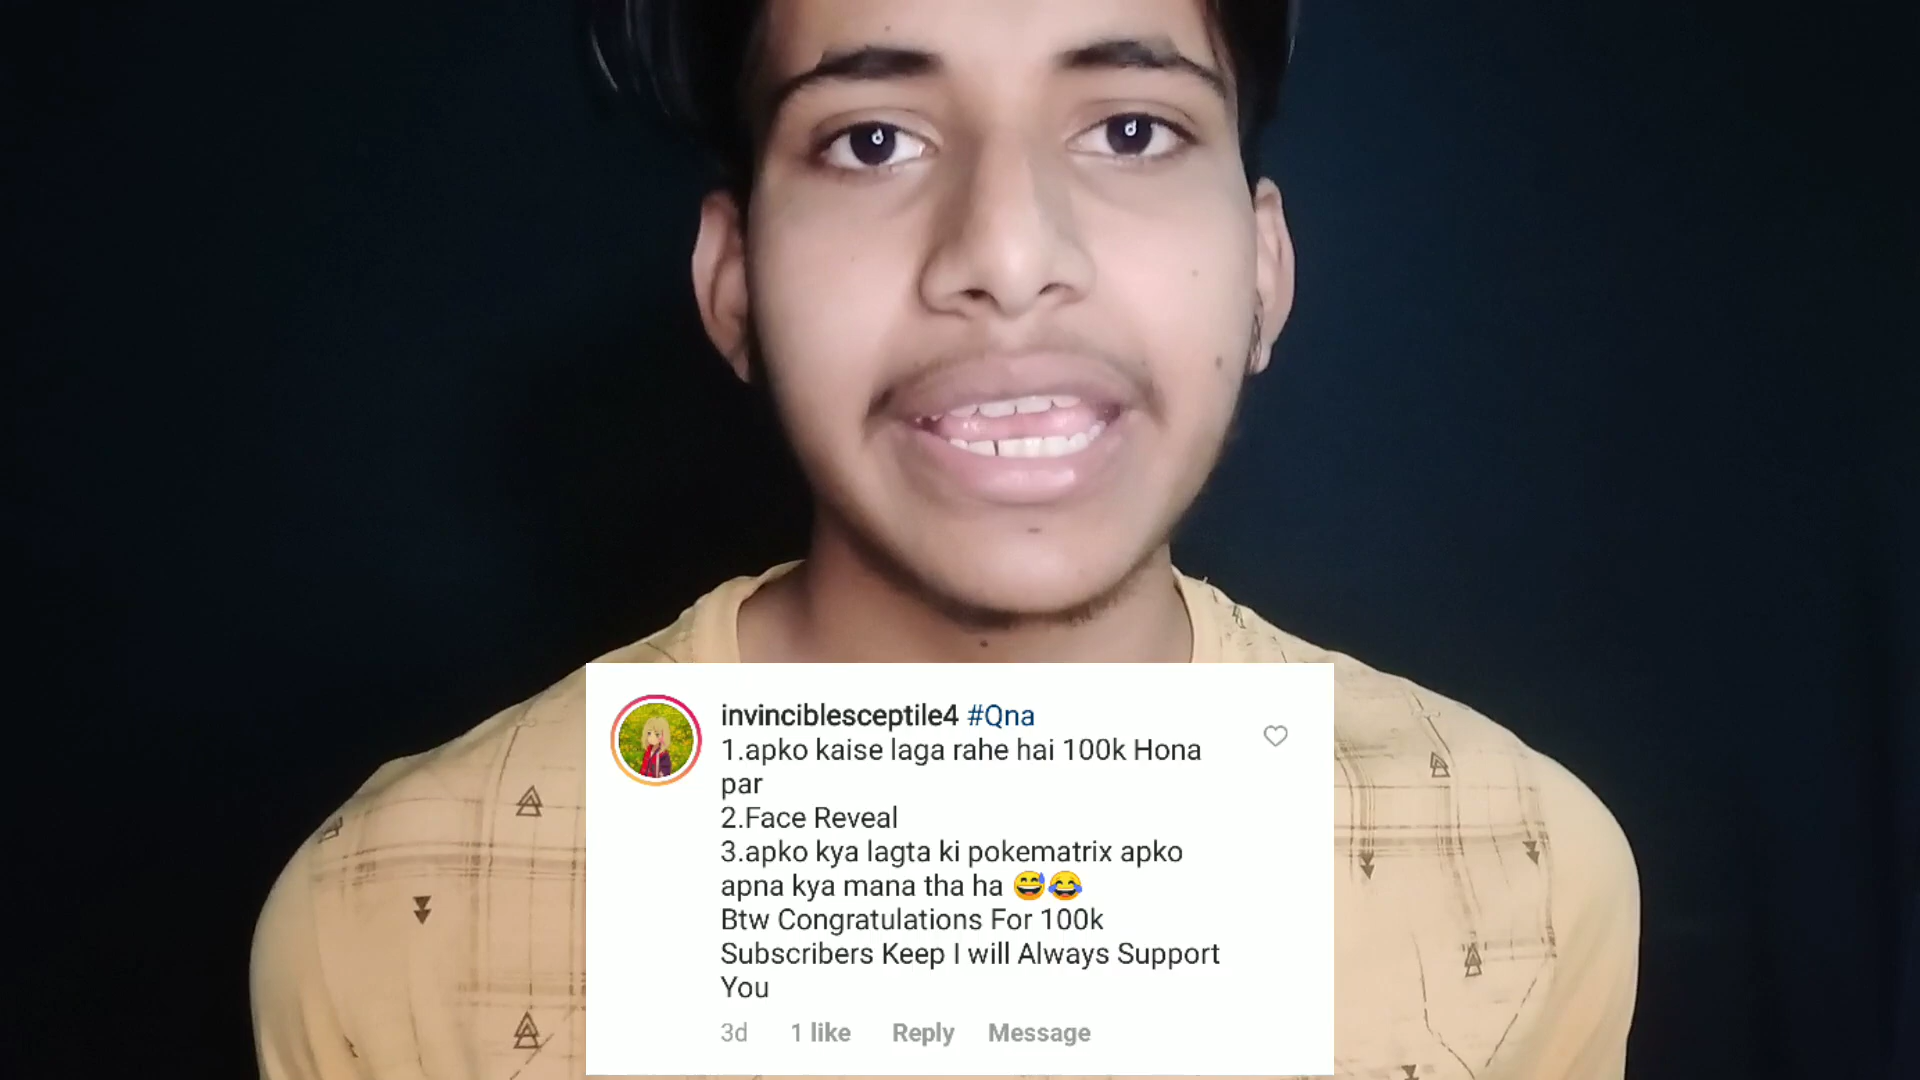 invinciblesceptile4 #Qna
1.apko kaise laga rahe hai 100k Hona
par
2.Face Reveal
3.apko kya lagta ki pokematrix apko
apna kya mana tha ha 😅😂
Btw Congratulations For 100k
Subscribers Keep I will Always Support
You
3d 1 like Reply Message